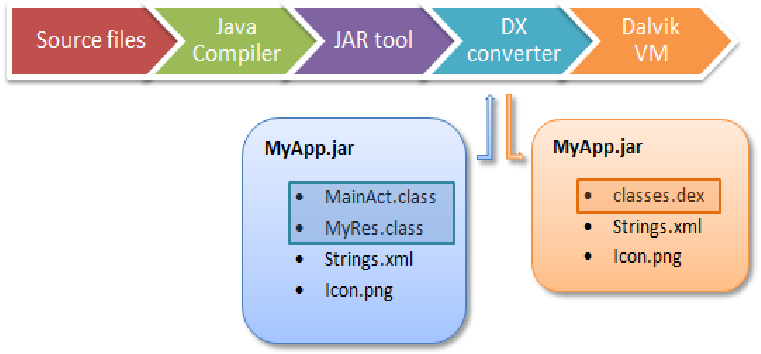 Source files
Java
Compiler
JAR tool
DX
converter
Dalvik
VM
MyApp.jar
• MainAct.class
• MyRes.class
• Strings.xml
• Icon.png
MyApp.jar
• classes.dex
• Strings.xml
• Icon.png